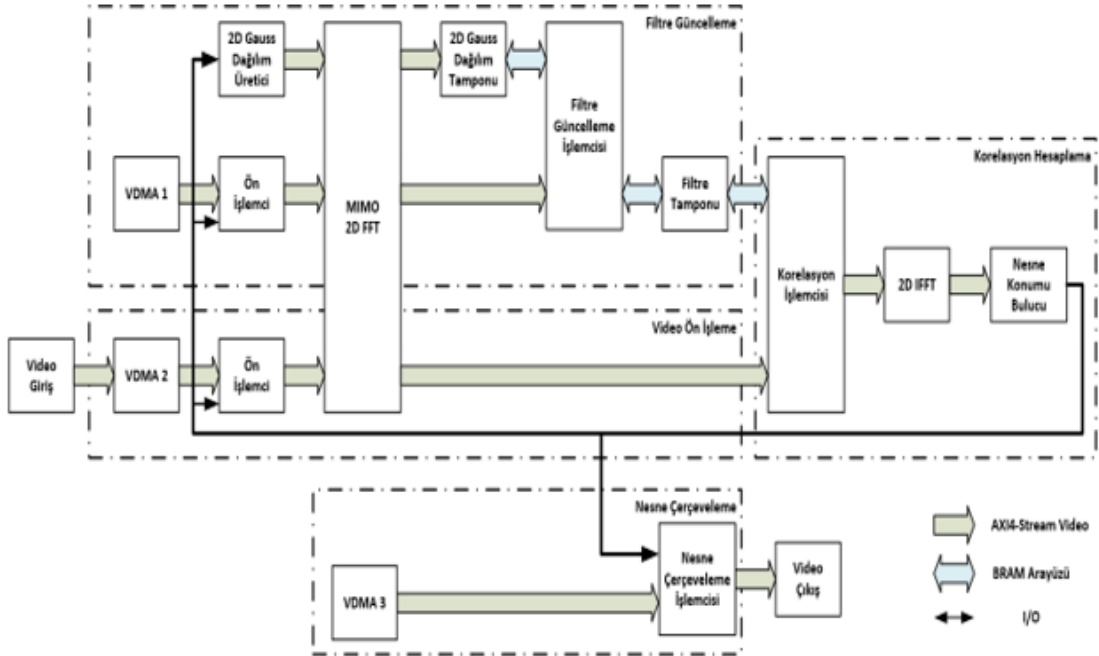 Filtre Güncelleme
2D Gauss
Dağılım
Üretici
2D Gauss
Dağılım
Tamponu
Filtre
Güncelleme
İşlemcisi
VDMA 1
Ön
İşlemci
MIMO
2D FFT
Filtre
Tamponu
Korelasyon Hesaplama
Korelasyon
İşlemcisi
2D IFFT
Nesne
Konumu
Bulucu
Video Ön İşleme
Video
Giriş
VDMA 2
Ön
İşlemci
Nesne Çerçeveleme
VDMA 3
Nesne
Çerçeveleme
İşlemcisi
Video
Çıkış
AXI4-Stream Video
BRAM Arayüzü
I/O